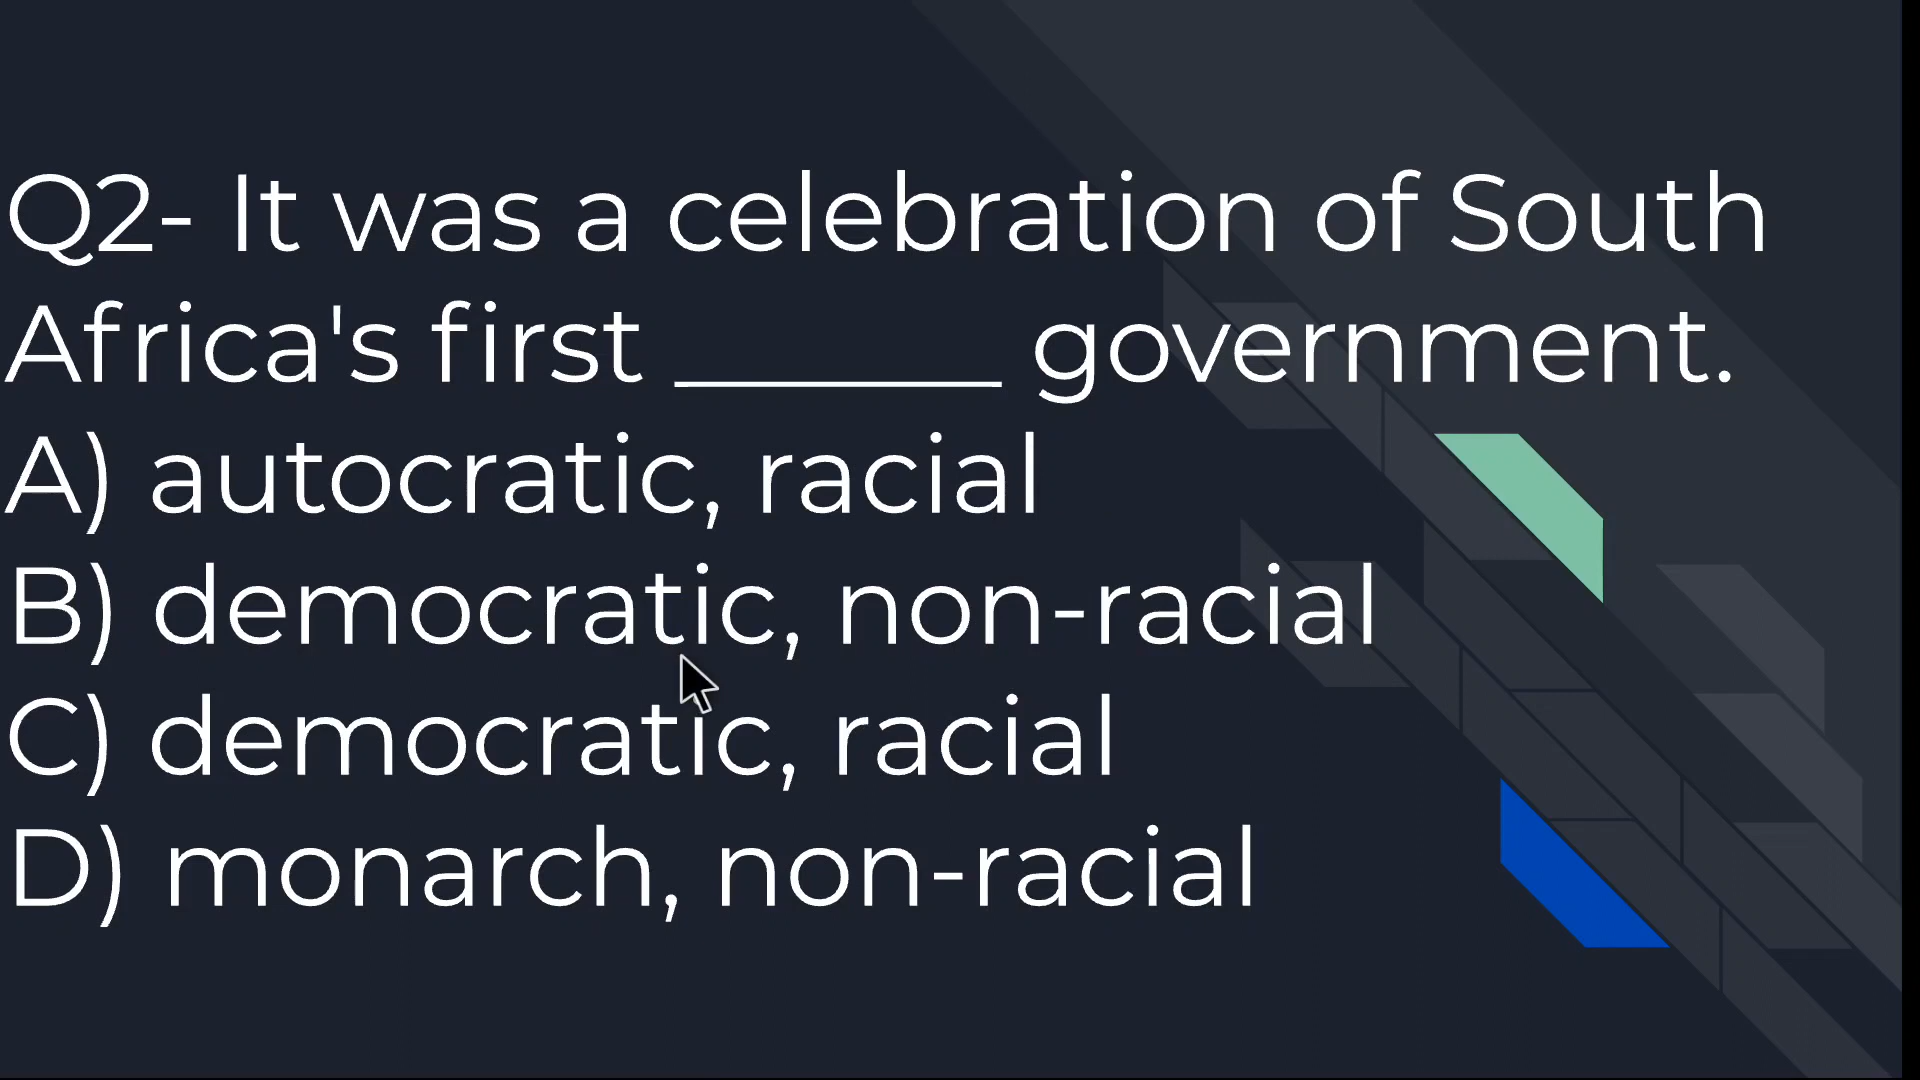 Q2- It was a celebration of South
Africa's first ______ government.
A) autocratic, racial
B) democratic, non-racial
C) democratic, racial
D) monarch, non-racial